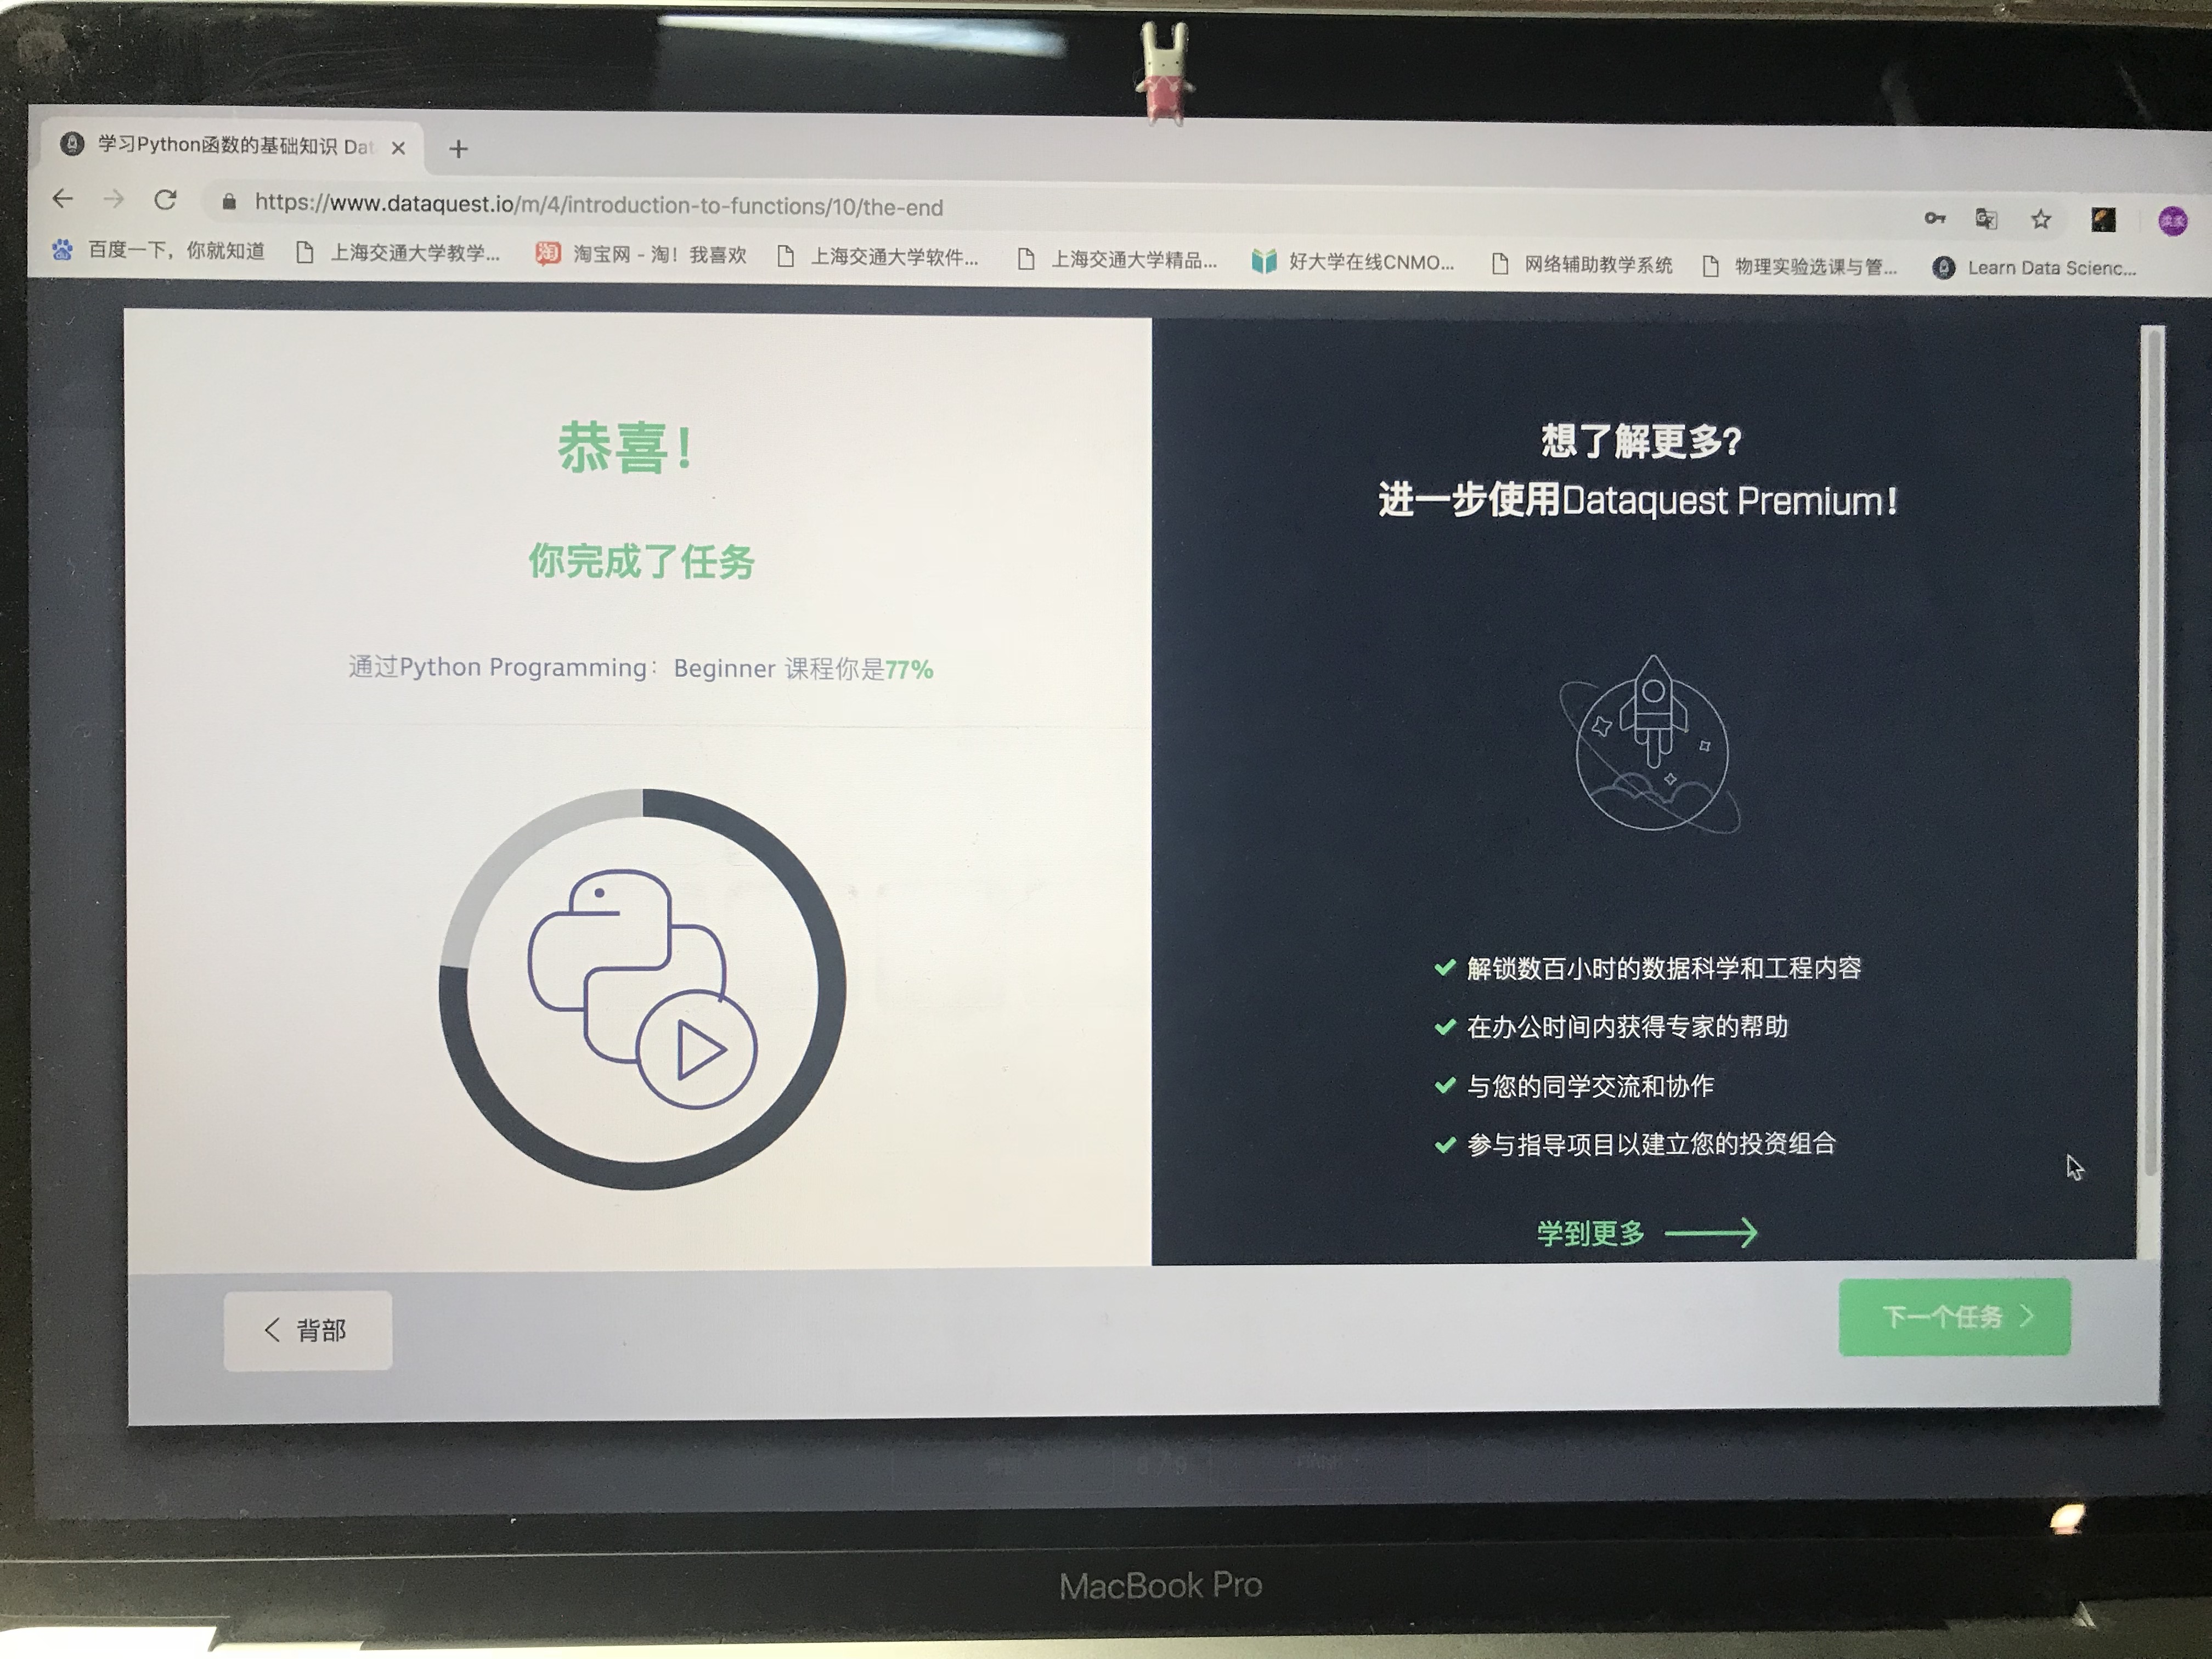 学习Python函数的基础知识 Dat
https://www.dataquest.io/m/4/introduction-to-functions/10/the-end
百度一下，你就知道 上海交通大学教学... 淘宝网 - 淘！我喜欢 上海交通大学软件... 上海交通大学精品... 好大学在线CNMO... 网络辅助教学系统 物理实验选课与管... Learn Data Scienc...
恭喜！
你完成了任务
通过Python Programming：Beginner 课程你是77%
想了解更多？
进一步使用Dataquest Premium！
解锁数百小时的数据科学和工程内容
在办公时间内获得专家的帮助
与您的同学交流和协作
参与指导项目以建立您的投资组合
学到更多
背部
下一个任务
MacBook Pro